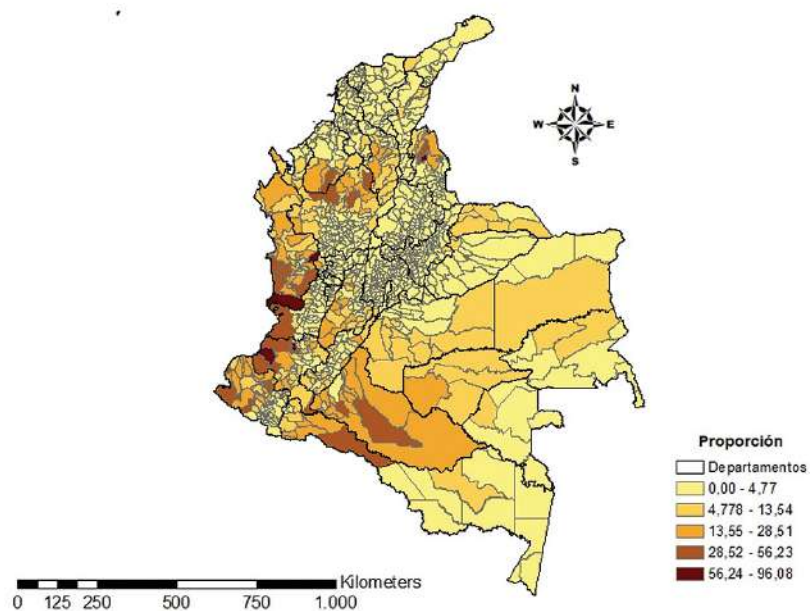 N
W
E
S
Proporción
Departamentos
0,00 - 4,77
4,778 - 13,54
13,55 - 28,51
28,52 - 56,23
56,24 - 96,08
Kilometers
0 125 250 500 750 1.000